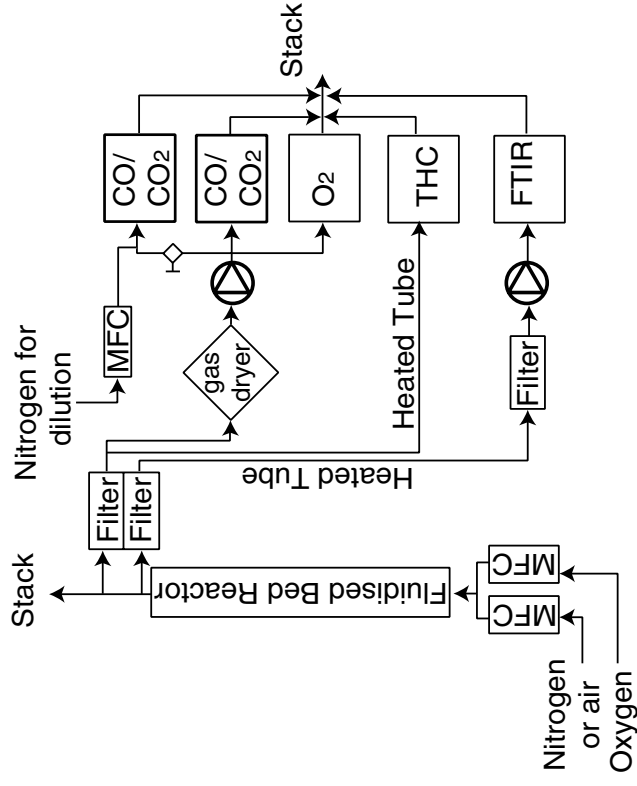 Stack
Nitrogen for
dilution
MFC
CO/
CO2
CO/
CO2
O2
THC
FTIR
Stack
gas
dryer
Filter
Filter
Heated Tube
Heated Tube
Filter
Fluidised Bed Reactor
MFC
MFC
Nitrogen
or air
Oxygen